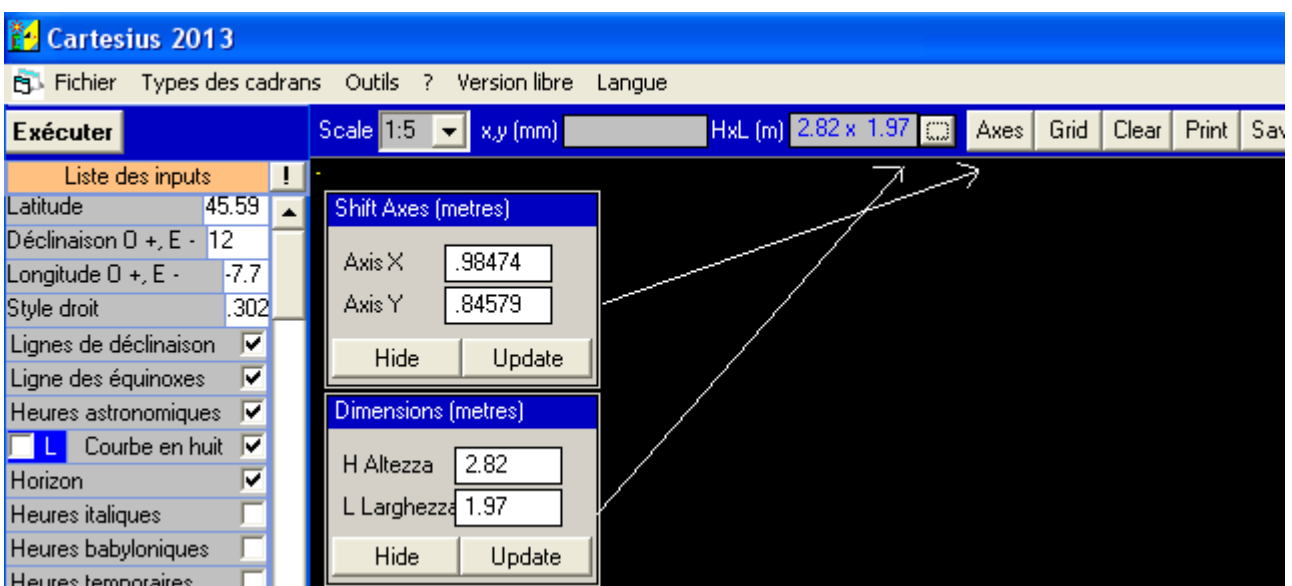 Cartesius 2013
Fichier Types des cadrans Outils ? Version libre Langue
Exécuter Scale 1:5 x,y (mm) HxL (m) 2.82 x 1.97 Axes Grid Clear Print
Liste des inputs !
Latitude 45.59
Déclinaison O +, E - 12
Longitude O +, E - -7.7
Style droit .302
Lignes de déclinaison
Ligne des équinoxes
Heures astronomiques
L Courbe en huit
Horizon
Heures italiques
Heures babyloniques
Heures temporaires
Shift Axes (metres)
Axis X .98474
Axis Y .84579
Hide Update
Dimensions (metres)
H Altezza 2.82
L Larghezza 1.97
Hide Update